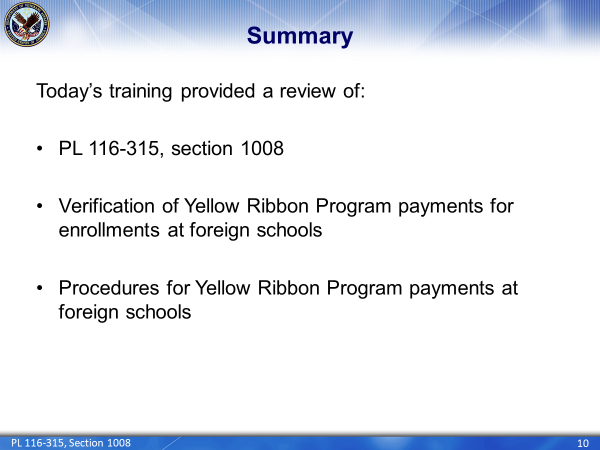 Summary
Today's training provided a review of:
• PL 116-315, section 1008
• Verification of Yellow Ribbon Program payments for
enrollments at foreign schools
• Procedures for Yellow Ribbon Program payments at
foreign schools
PL 116-315, Section 1008
10